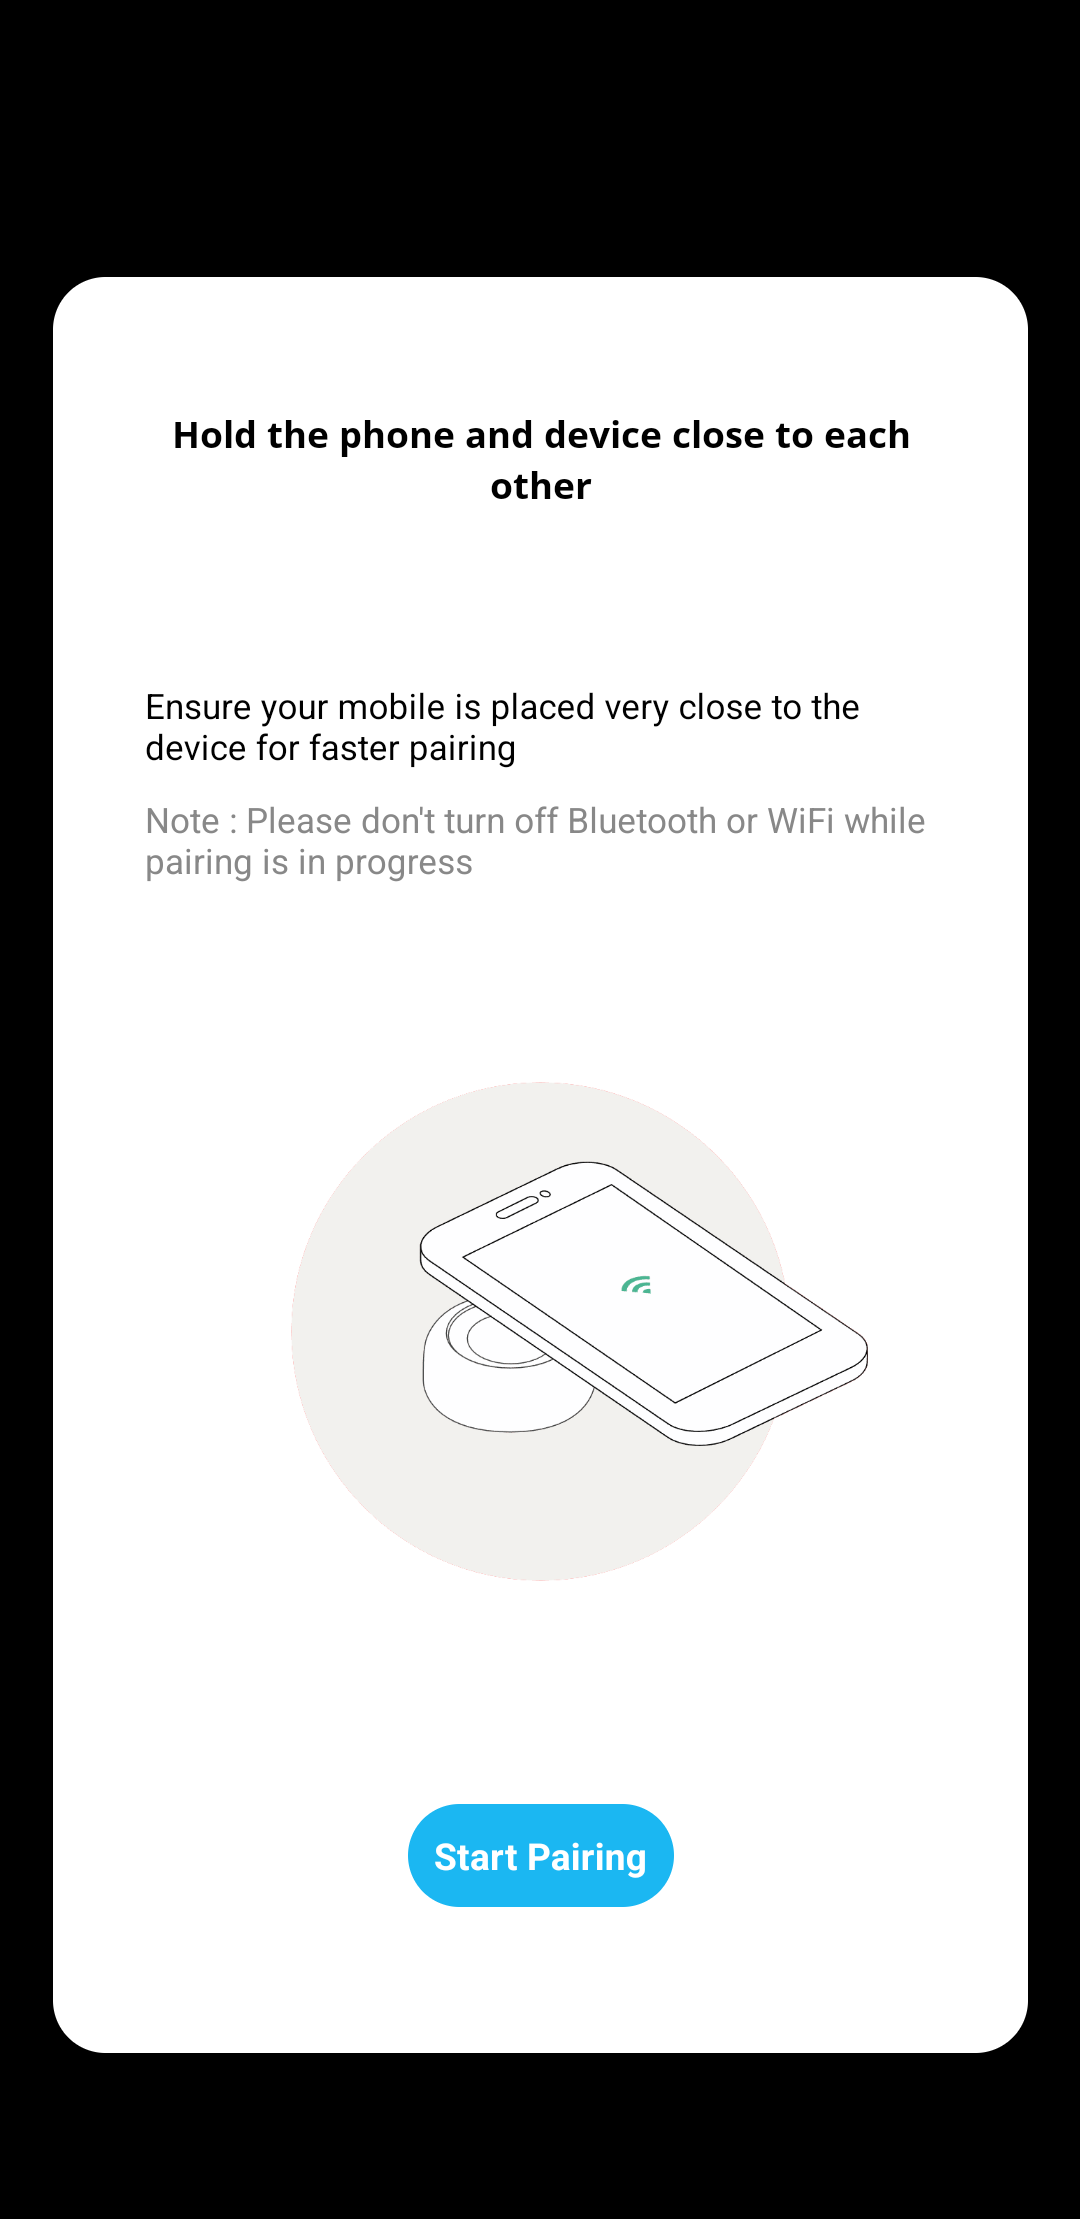 Hold the phone and device close to each
other
Ensure your mobile is placed very close to the
device for faster pairing
Note : Please don't turn off Bluetooth or WiFi while
pairing is in progress
Start Pairing